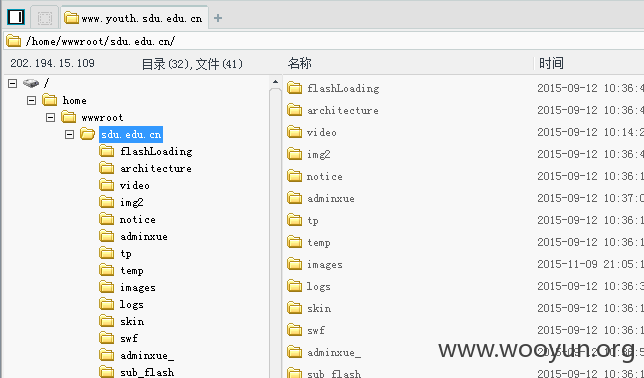 www.youth.sdu.edu.cn
/home/wwwroot/sdu.edu.cn/
202.194.15.109 目录(32),文件(41) 名称 时间
/
home
wwwroot
sdu.edu.cn
flashLoading
architecture
video
img2
notice
adminxue
tp
temp
images
logs
skin
swf
adminxue_
sub_flash
flashLoading 2015-09-12 10:36:4
architecture 2015-09-12 10:36:4
video 2015-09-12 10:14:2
img2 2015-09-12 10:36:4
notice 2015-09-12 10:36:1
adminxue 2015-09-12 10:37:0
tp 2015-09-12 10:36:1
temp 2015-09-12 10:36:1
images 2015-11-09 21:05:1
logs 2015-09-12 10:36:3
skin 2015-09-12 10:36:1
swf 2015-09-12 10:36:1
adminxue_ 2015-09-12 10:36:5
sub_flash 2015-09-12 10:36:1
www.wooyun.org